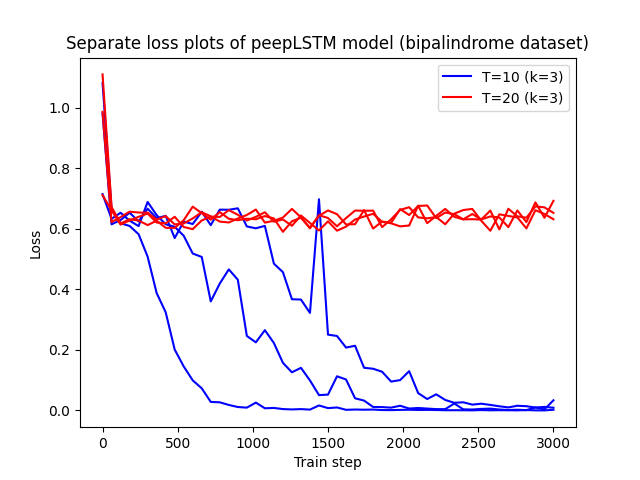 Separate loss plots of peepLSTM model (bipalindrome dataset)
T=10 (k=3)
T=20 (k=3)
Loss
1.0
0.8
0.6
0.4
0.2
0.0
0 500 1000 1500 2000 2500 3000
Train step